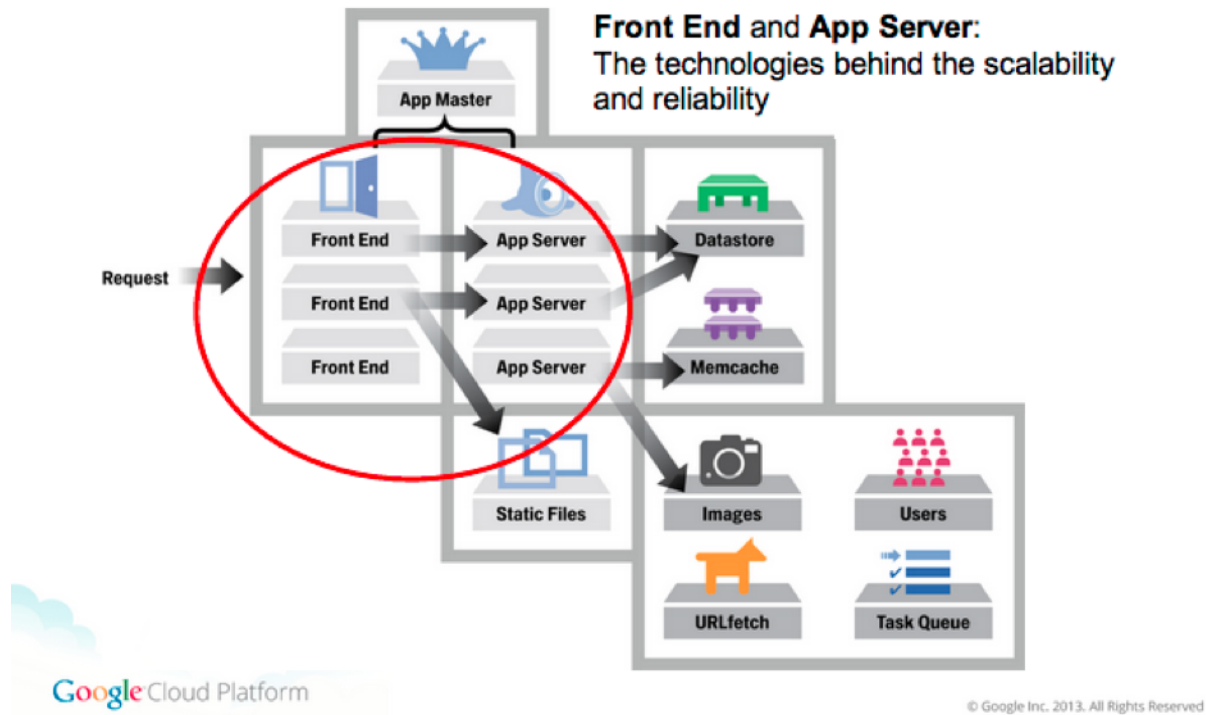 Front End and App Server:
The technologies behind the scalability
and reliability
App Master
Request
Front End
App Server
Datastore
Front End
App Server
Front End
App Server
Memcache
Static Files
Images
Users
URLfetch
Task Queue
Google Cloud Platform
© Google Inc. 2013. All Rights Reserved